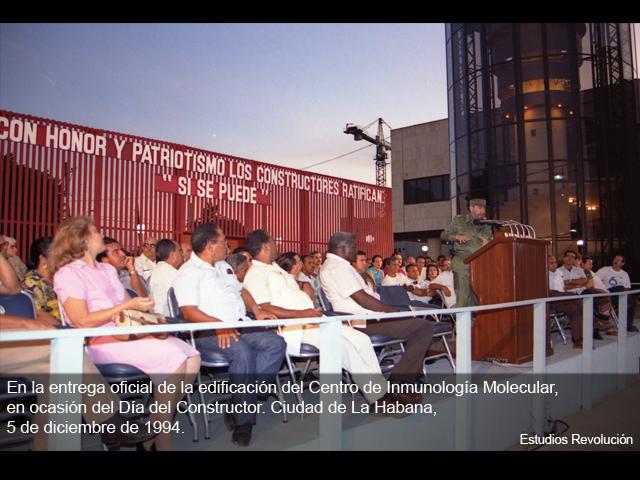 CON HONOR Y PATRIOTISMO LOS CONSTRUCTORES RATIFICAN:
"SI SE PUEDE"
En la entrega oficial de la edificación del Centro de Inmunología Molecular,
en ocasión del Día del Constructor. Ciudad de La Habana,
5 de diciembre de 1994.
Estudios Revolución